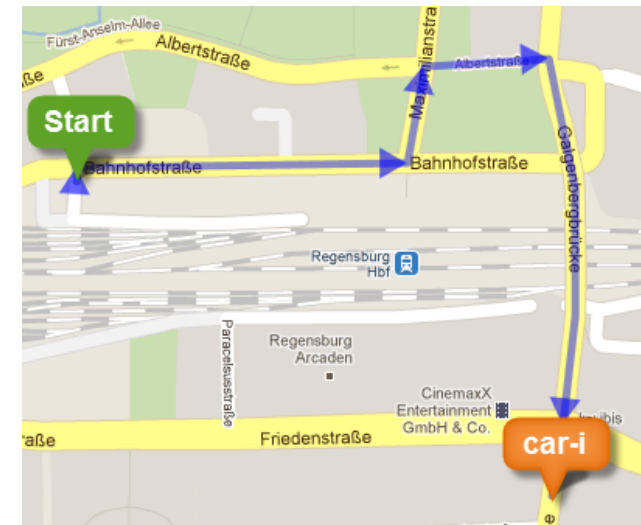 Fürst-Anselm-Allee
Albertstraße
Maximilianstra
Albertstraße
ße
Start
Bahnhofstraße
Bahnhofstraße
Galgenbergbrücke
Regensburg
Hbf
Paracelsusstraße
Regensburg
Arcaden
CinemaxX
Entertainment
GmbH & Co.
raße
Friedenstraße
car-i
e